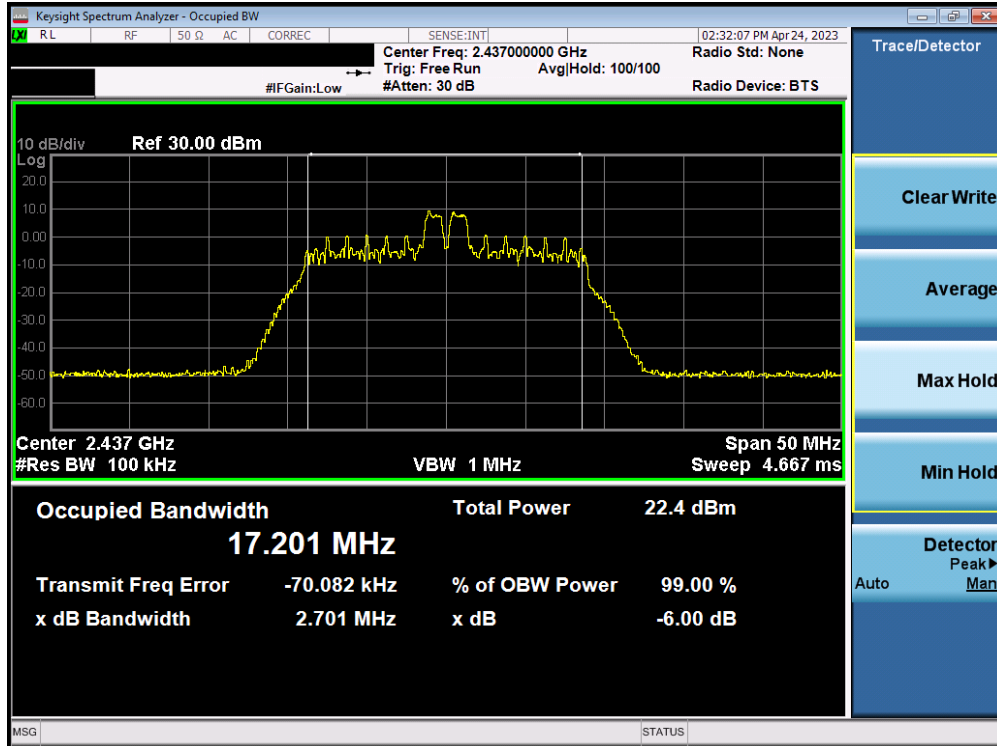 Keysight Spectrum Analyzer - Occupied BW
LXI RL RF 50 Ω AC CORREC SENSE:INT 02:32:07 PM Apr 24, 2023
Center Freq: 2.437000000 GHz Radio Std: None
Trig: Free Run Avg|Hold: 100/100
#IFGain:Low #Atten: 30 dB Radio Device: BTS
10 dB/div Ref 30.00 dBm
Log
20.0
10.0
0.00
-10.0
-20.0
-30.0
-40.0
-50.0
-60.0
Center 2.437 GHz Span 50 MHz
#Res BW 100 kHz VBW 1 MHz Sweep 4.667 ms
Occupied Bandwidth Total Power 22.4 dBm
17.201 MHz
Transmit Freq Error -70.082 kHz % of OBW Power 99.00 %
x dB Bandwidth 2.701 MHz x dB -6.00 dB
MSG STATUS
Trace/Detector
Clear Write
Average
Max Hold
Min Hold
Detector
Peak▶
Auto Man